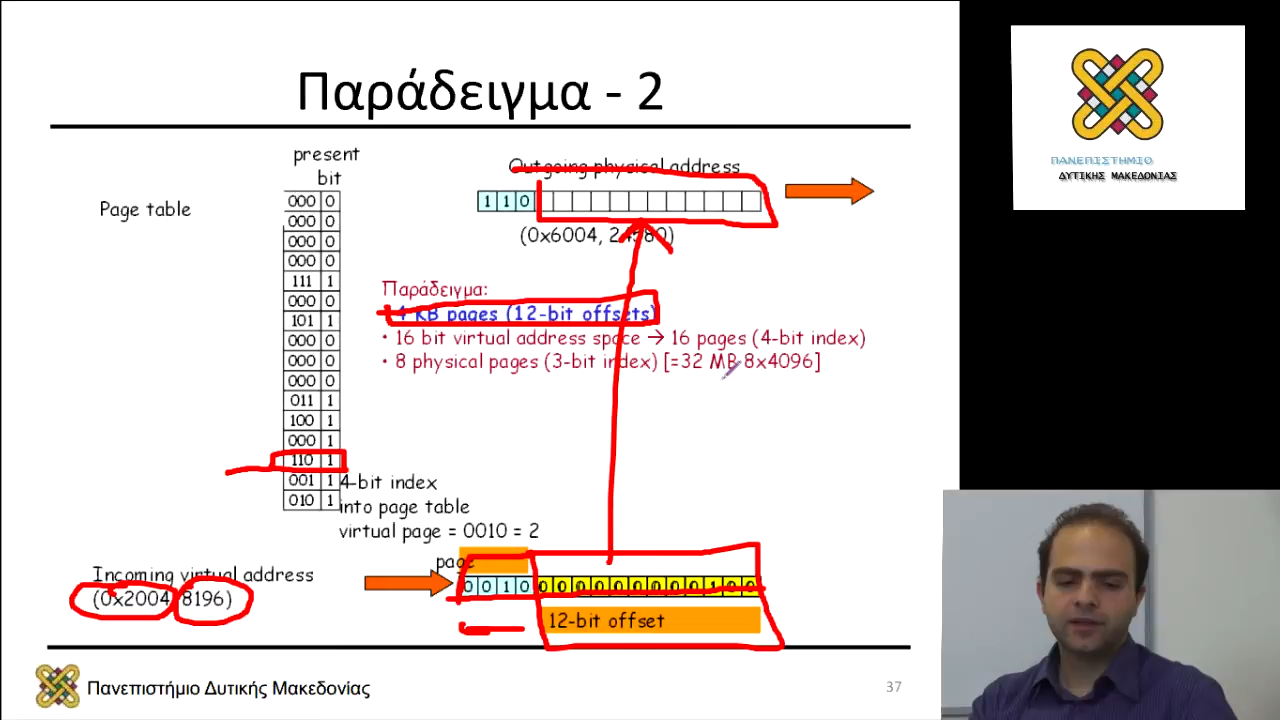 Παράδειγμα - 2
present
bit
Page table
000 0
000 0
000 0
000 0
111 1
000 0
101 1
000 0
000 0
000 0
011 1
100 1
000 1
110 1
001 1
010 1
Outgoing physical address
1 1 0
(0x6004, 24580)
Παράδειγμα:
• 4 KB pages (12-bit offsets)
• 16 bit virtual address space → 16 pages (4-bit index)
• 8 physical pages (3-bit index) [=32 MB 8x4096]
4-bit index
into page table
virtual page = 0010 = 2
page
Incoming virtual address
(0x2004, 8196)
0 0 1 0 0 0 0 0 0 0 0 0 0 1 0 0
12-bit offset
Πανεπιστήμιο Δυτικής Μακεδονίας
37
ΠΑΝΕΠΙΣΤΗΜΙΟ
ΔΥΤΙΚΗΣ ΜΑΚΕΔΟΝΙΑΣ